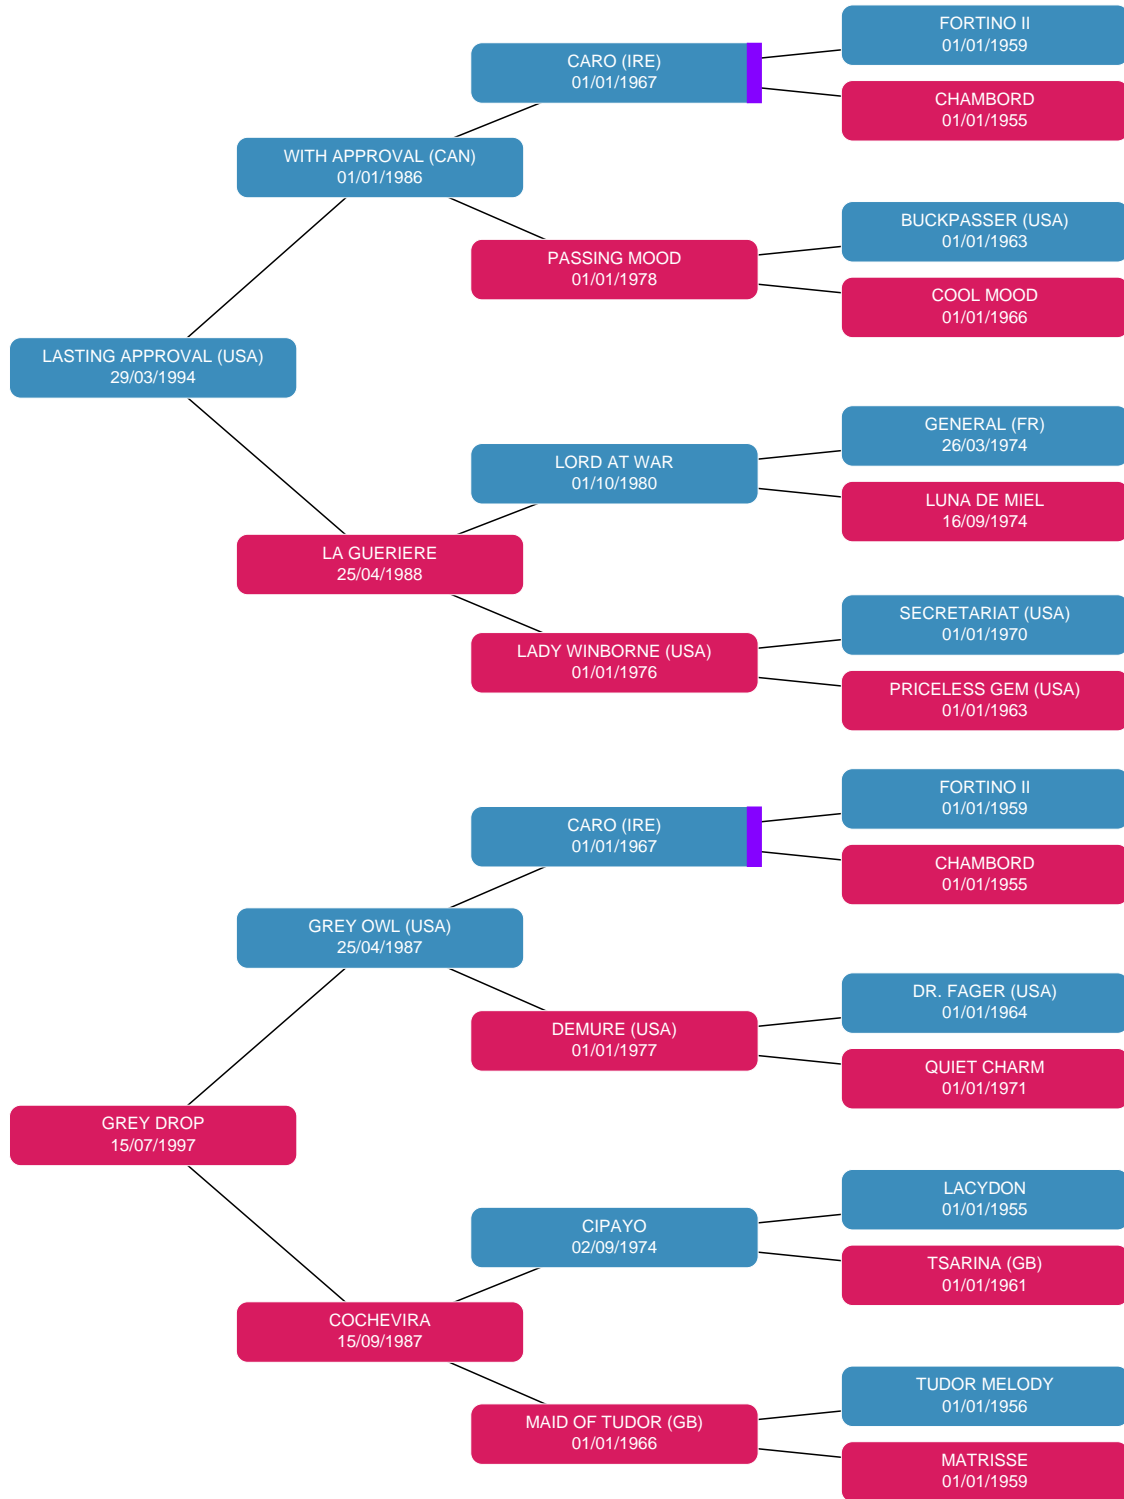 FORTINO II
01/01/1959
CARO (IRE)
01/01/1967
CHAMBORD
01/01/1955
WITH APPROVAL (CAN)
01/01/1986
BUCKPASSER (USA)
01/01/1963
PASSING MOOD
01/01/1978
COOL MOOD
01/01/1966
LASTING APPROVAL (USA)
29/03/1994
GENERAL (FR)
26/03/1974
LORD AT WAR
01/10/1980
LUNA DE MIEL
16/09/1974
LA GUERIERE
25/04/1988
SECRETARIAT (USA)
01/01/1970
LADY WINBORNE (USA)
01/01/1976
PRICELESS GEM (USA)
01/01/1963
FORTINO II
01/01/1959
CARO (IRE)
01/01/1967
CHAMBORD
01/01/1955
GREY OWL (USA)
25/04/1987
DR. FAGER (USA)
01/01/1964
DEMURE (USA)
01/01/1977
QUIET CHARM
01/01/1971
GREY DROP
15/07/1997
LACYDON
01/01/1955
CIPAYO
02/09/1974
TSARINA (GB)
01/01/1961
COCHEVIRA
15/09/1987
TUDOR MELODY
01/01/1956
MAID OF TUDOR (GB)
01/01/1966
MATRISSE
01/01/1959